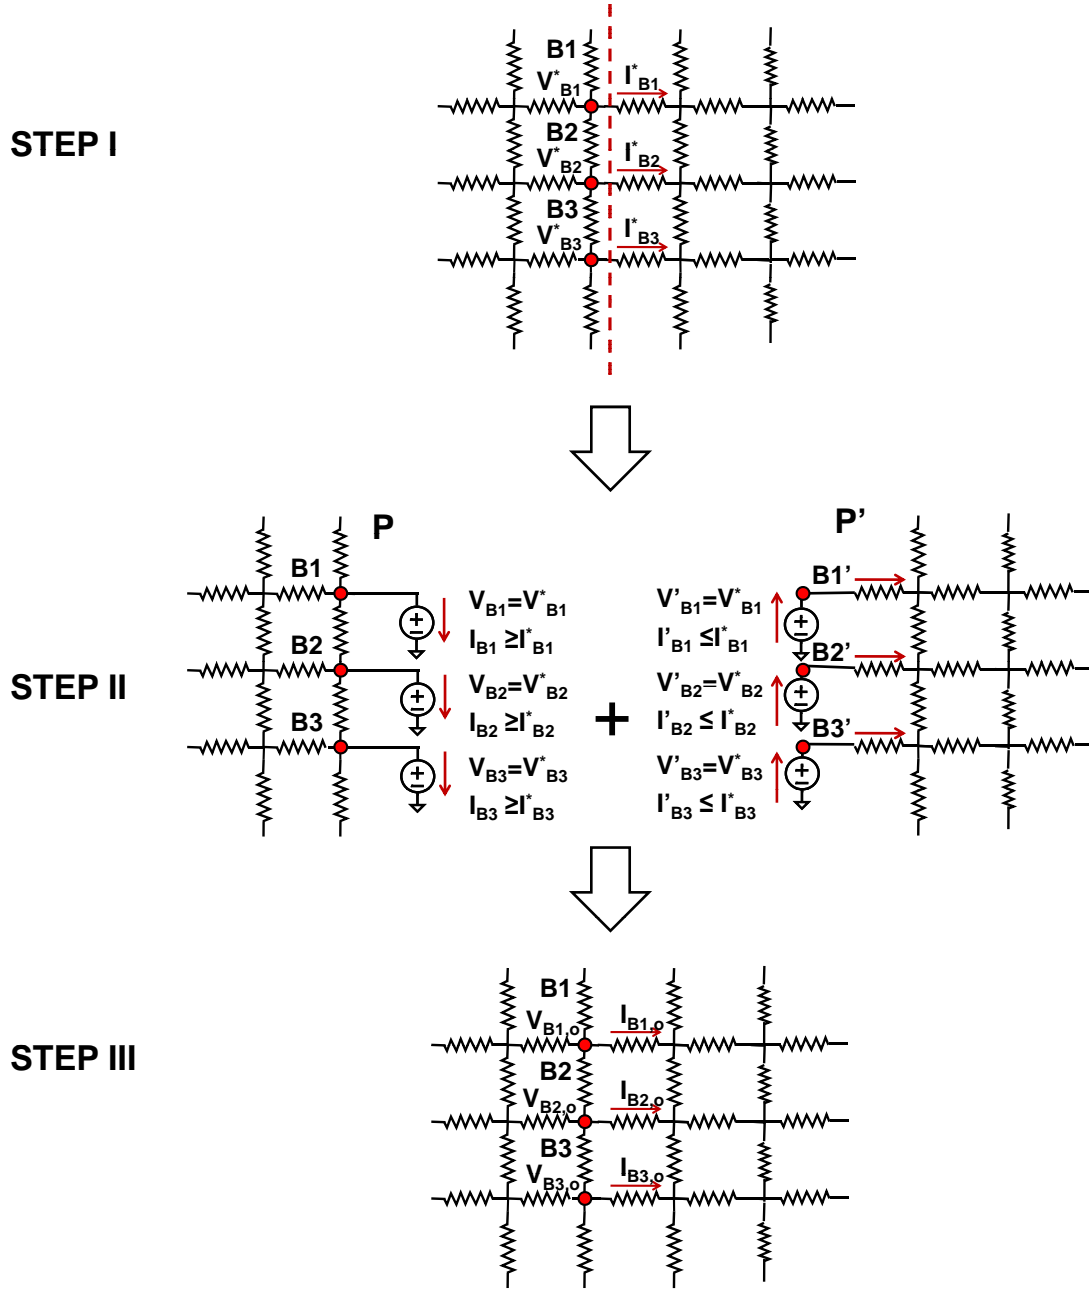 B1
V*B1 I*B1
B2
STEP I
V*B2 I*B2
B3
V*B3 I*B3
P P’
B1 B1’
VB1=V*B1 V’B1=V*B1
IB1 ≥I*B1 I’B1 ≤I*B1
B2 B2’
STEP II
VB2=V*B2 + V’B2=V*B2
IB2 ≥I*B2 I’B2 ≤ I*B2
B3 B3’
VB3=V*B3 V’B3=V*B3
IB3 ≥I*B3 I’B3 ≤ I*B3
B1
VB1,o IB1,o
STEP III
B2
VB2,o IB2,o
B3
VB3,o IB3,o